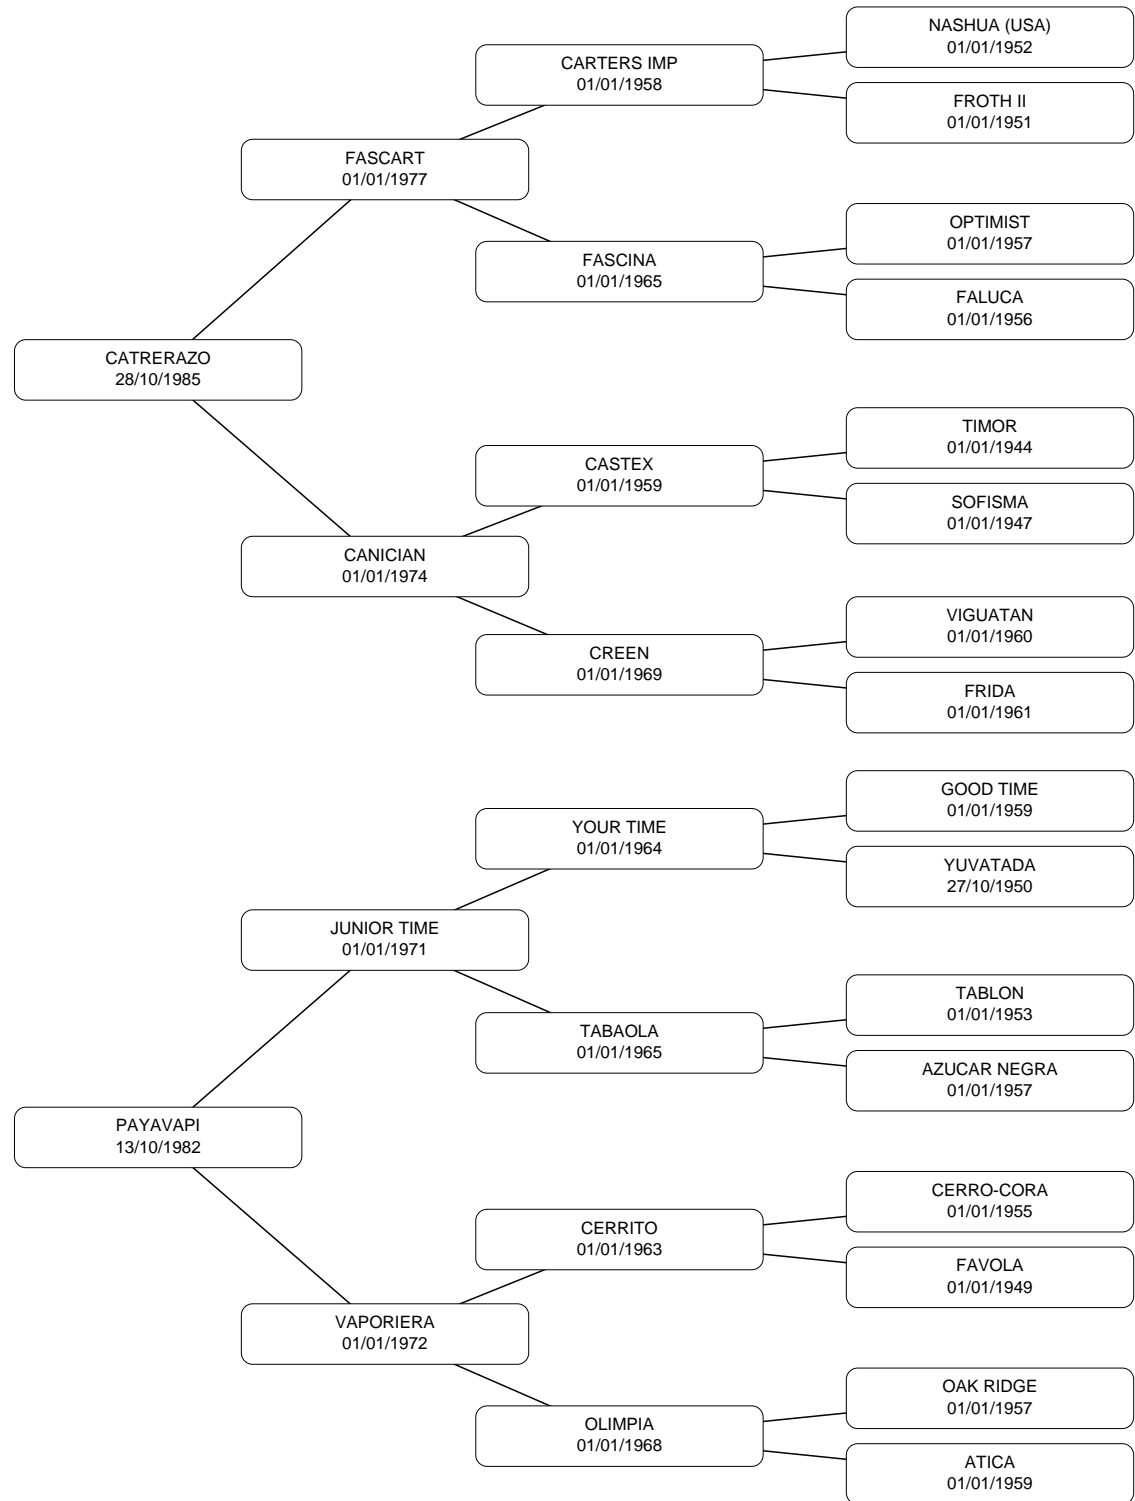 NASHUA (USA)
01/01/1952
CARTERS IMP
01/01/1958
FROTH II
01/01/1951
FASCART
01/01/1977
OPTIMIST
01/01/1957
FASCINA
01/01/1965
FALUCA
01/01/1956
CATRERAZO
28/10/1985
TIMOR
01/01/1944
CASTEX
01/01/1959
SOFISMA
01/01/1947
CANICIAN
01/01/1974
VIGUATAN
01/01/1960
CREEN
01/01/1969
FRIDA
01/01/1961
GOOD TIME
01/01/1959
YOUR TIME
01/01/1964
YUVATADA
27/10/1950
JUNIOR TIME
01/01/1971
TABLON
01/01/1953
TABAOLA
01/01/1965
AZUCAR NEGRA
01/01/1957
PAYAVAPI
13/10/1982
CERRO-CORA
01/01/1955
CERRITO
01/01/1963
FAVOLA
01/01/1949
VAPORIERA
01/01/1972
OAK RIDGE
01/01/1957
OLIMPIA
01/01/1968
ATICA
01/01/1959